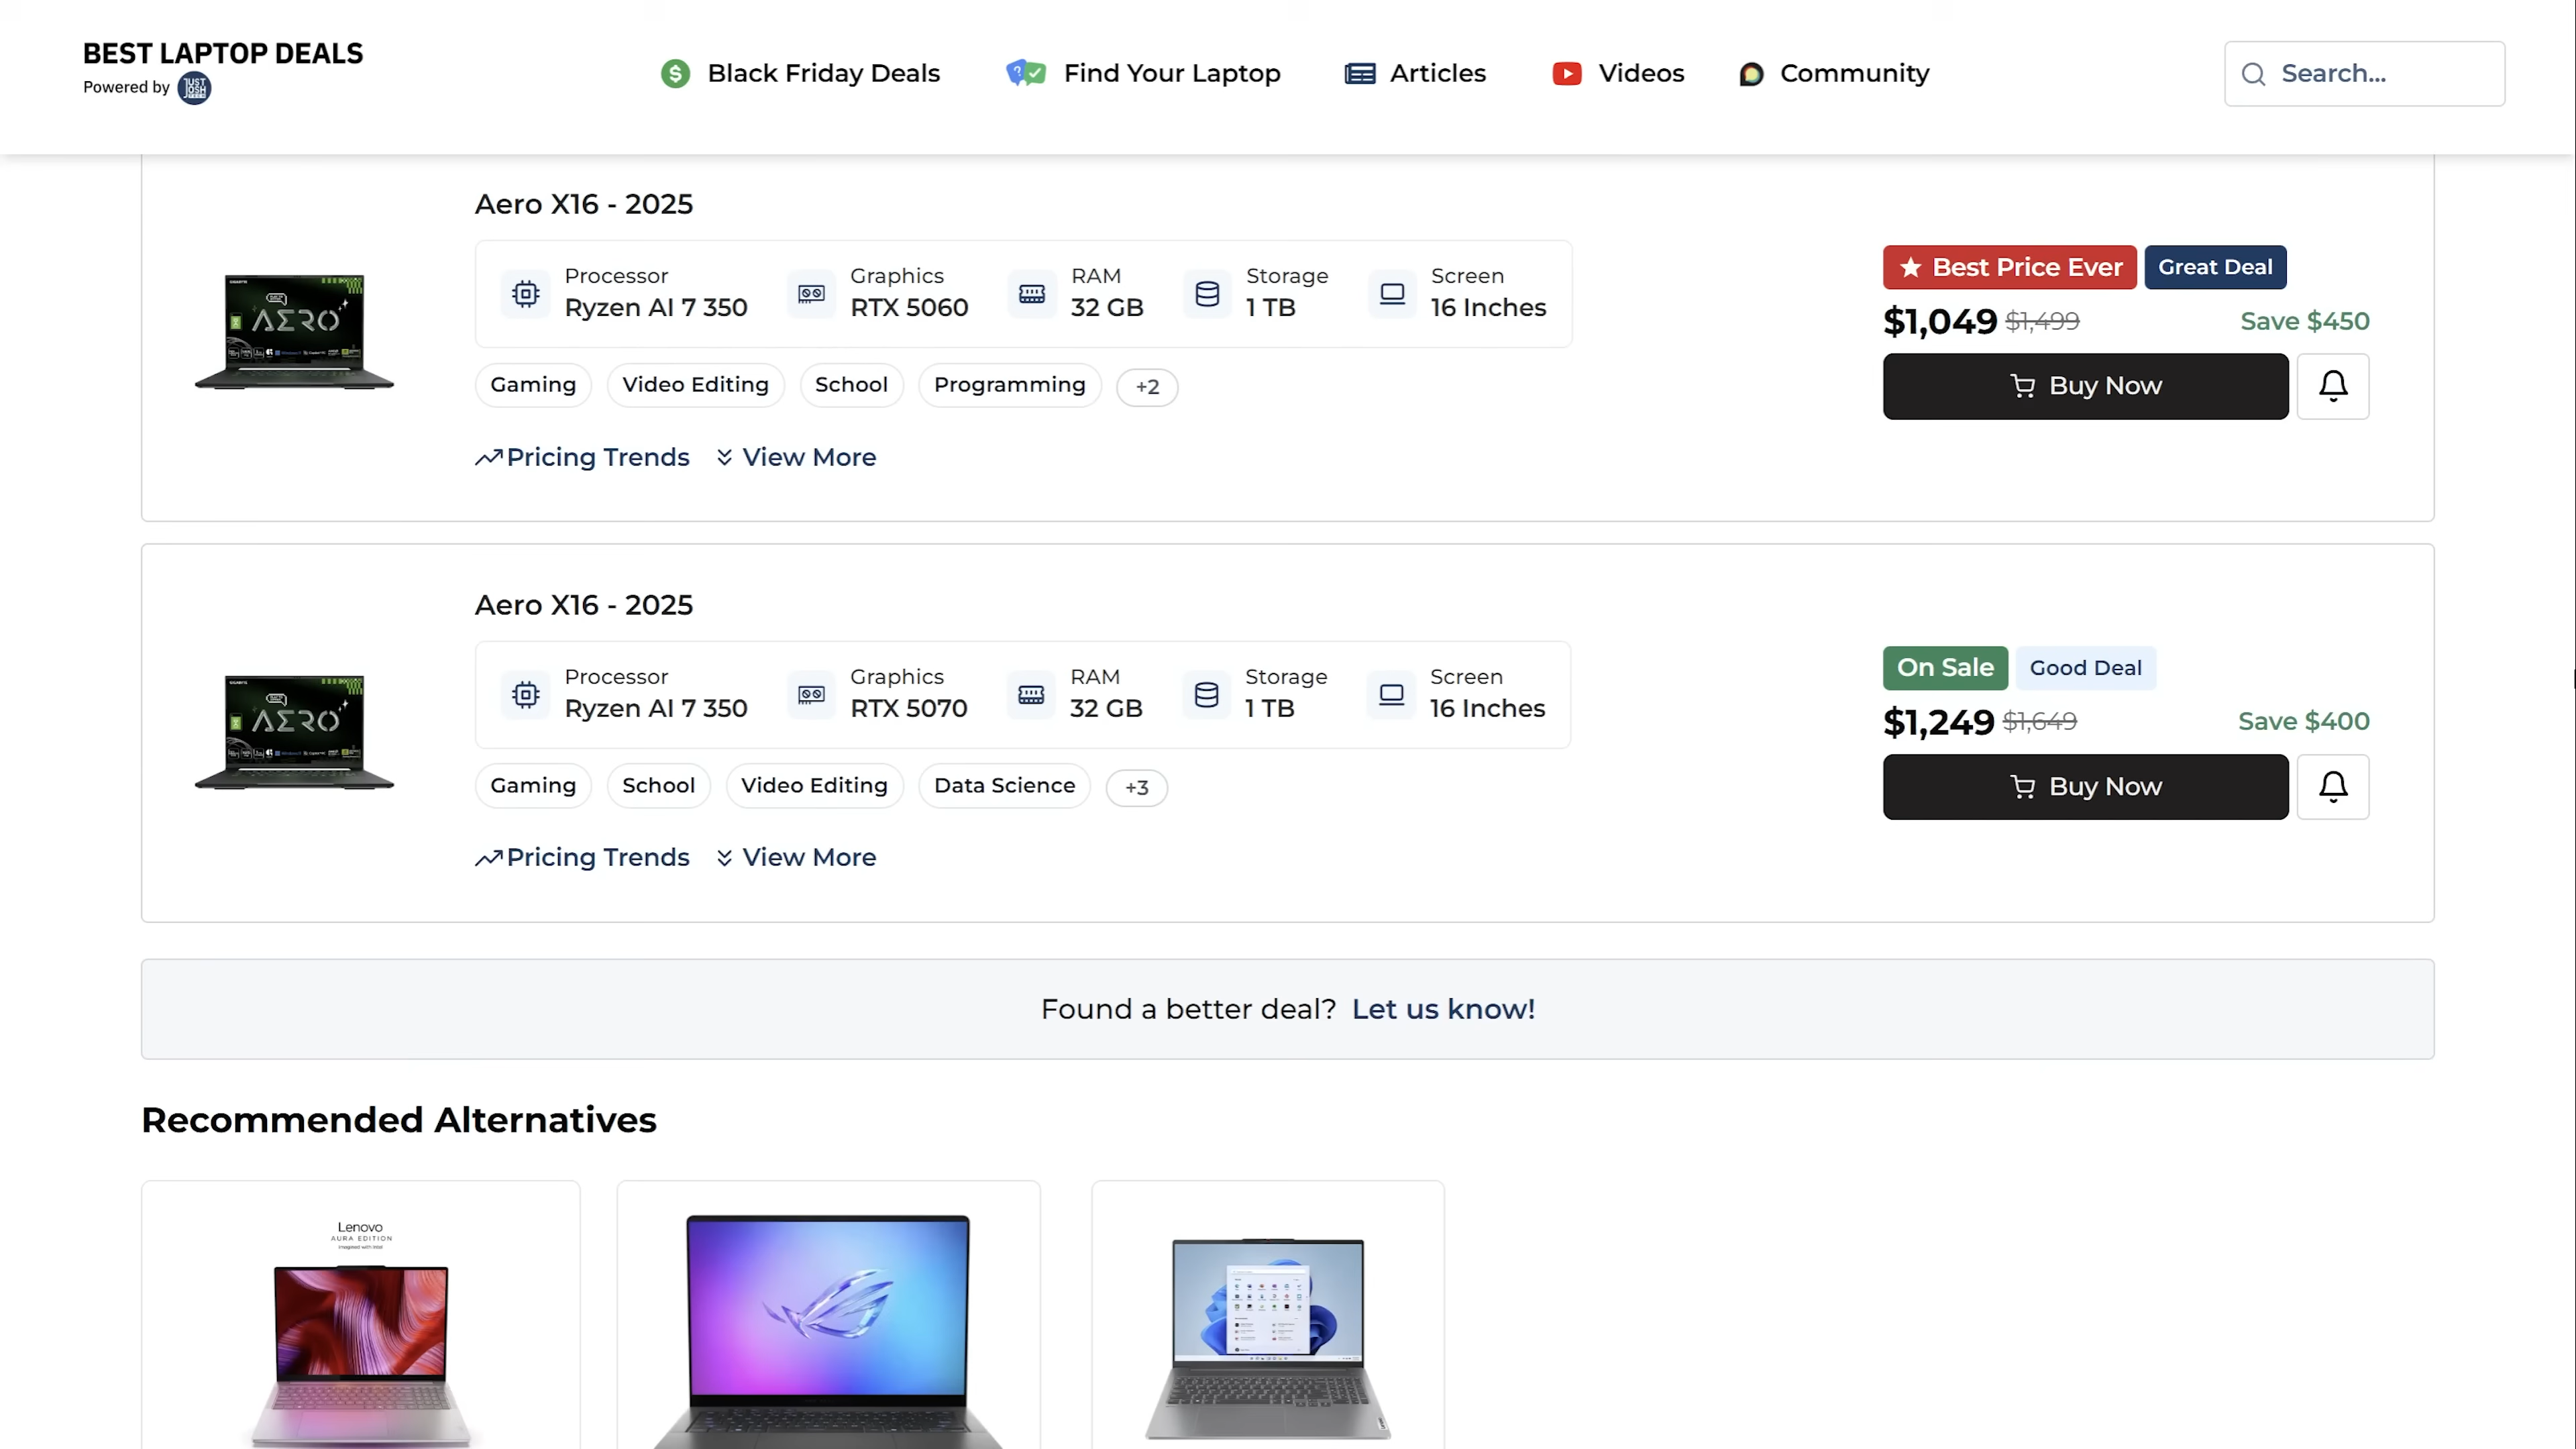 BEST LAPTOP DEALS
Powered by JUST JOSH TECH
Black Friday Deals
Find Your Laptop
Articles
Videos
Community
Search...
Aero X16 - 2025
Processor
Ryzen AI 7 350
Graphics
RTX 5060
RAM
32 GB
Storage
1 TB
Screen
16 Inches
Gaming
Video Editing
School
Programming
+2
Pricing Trends
View More
Best Price Ever
Great Deal
$1,049 $1,499
Save $450
Buy Now
AERO
Aero X16 - 2025
Processor
Ryzen AI 7 350
Graphics
RTX 5070
RAM
32 GB
Storage
1 TB
Screen
16 Inches
Gaming
School
Video Editing
Data Science
+3
Pricing Trends
View More
On Sale
Good Deal
$1,249 $1,649
Save $400
Buy Now
AERO
Found a better deal? Let us know!
Recommended Alternatives
Lenovo
AURA EDITION